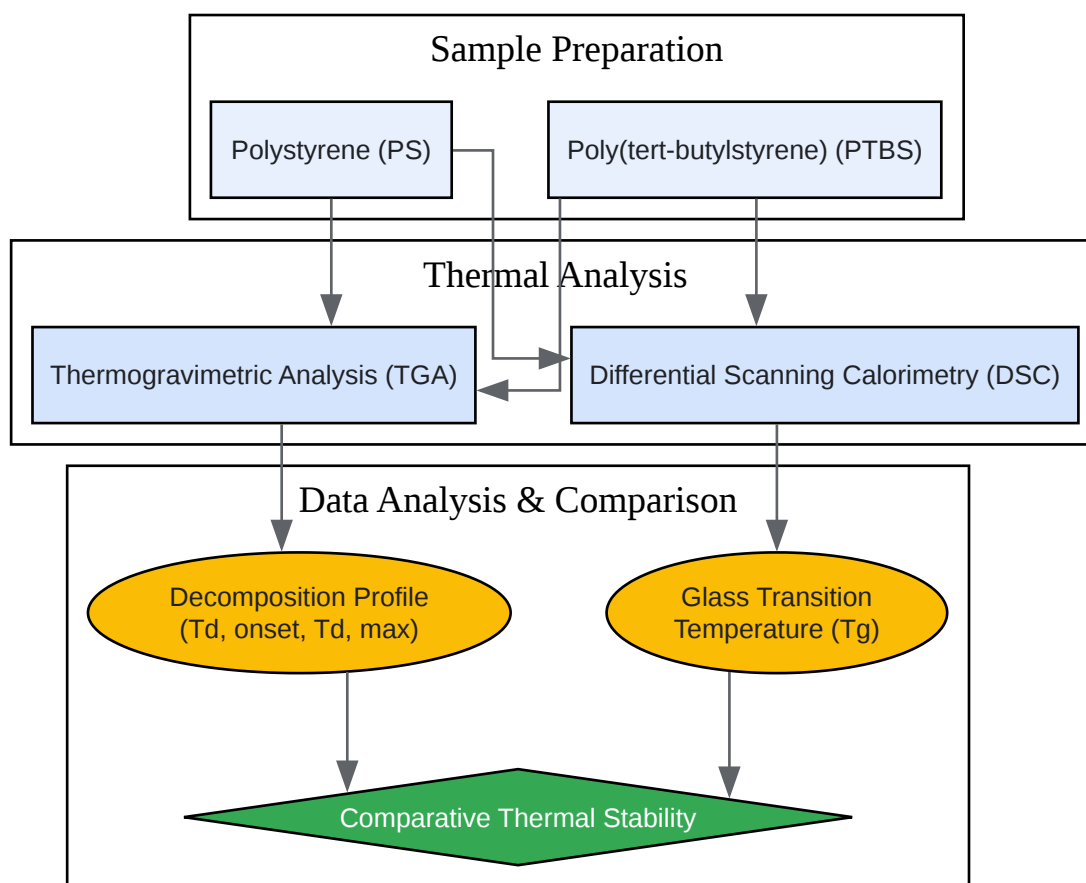 Sample Preparation
Polystyrene (PS)
Poly(tert-butylstyrene) (PTBS)
Thermal Analysis
Thermogravimetric Analysis (TGA)
Differential Scanning Calorimetry (DSC)
Data Analysis & Comparison
Decomposition Profile
(Td, onset, Td, max)
Glass Transition
Temperature (Tg)
Comparative Thermal Stability